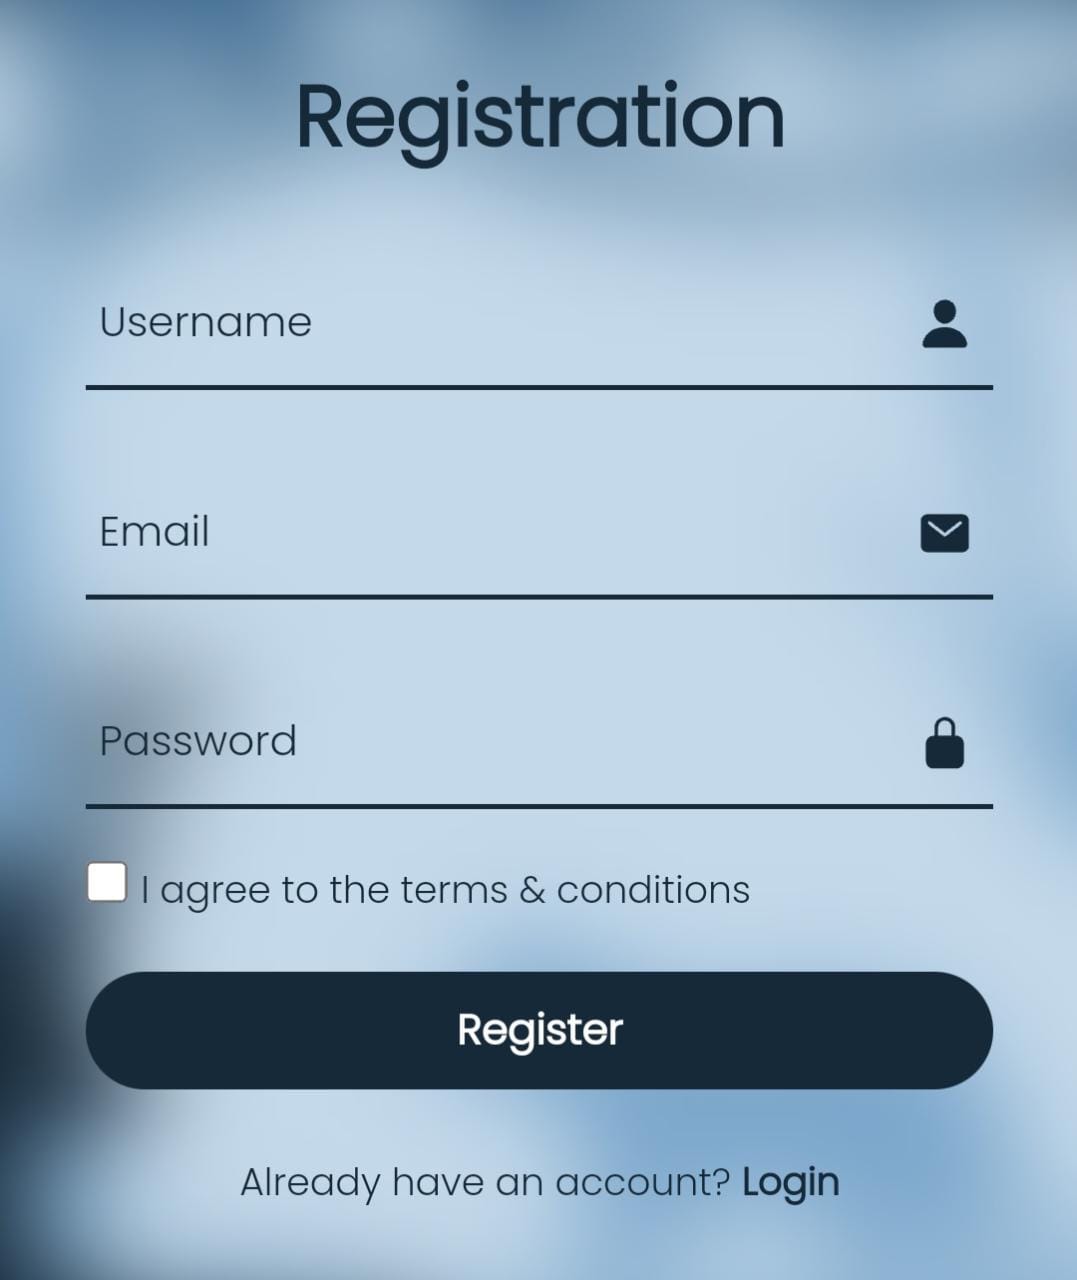 Registration
Username
Email
Password
I agree to the terms & conditions
Register
Already have an account? Login